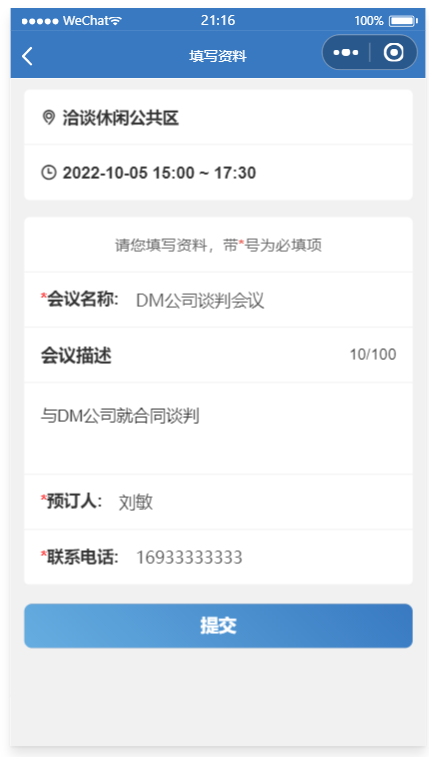 WeChat 21:16 100%
填写资料
洽谈休闲公共区
2022-10-05 15:00 ~ 17:30
请您填写资料，带*号为必填项
*会议名称: DM公司谈判会议
会议描述 10/100
与DM公司就合同谈判
*预订人: 刘敏
*联系电话: 16933333333
提交